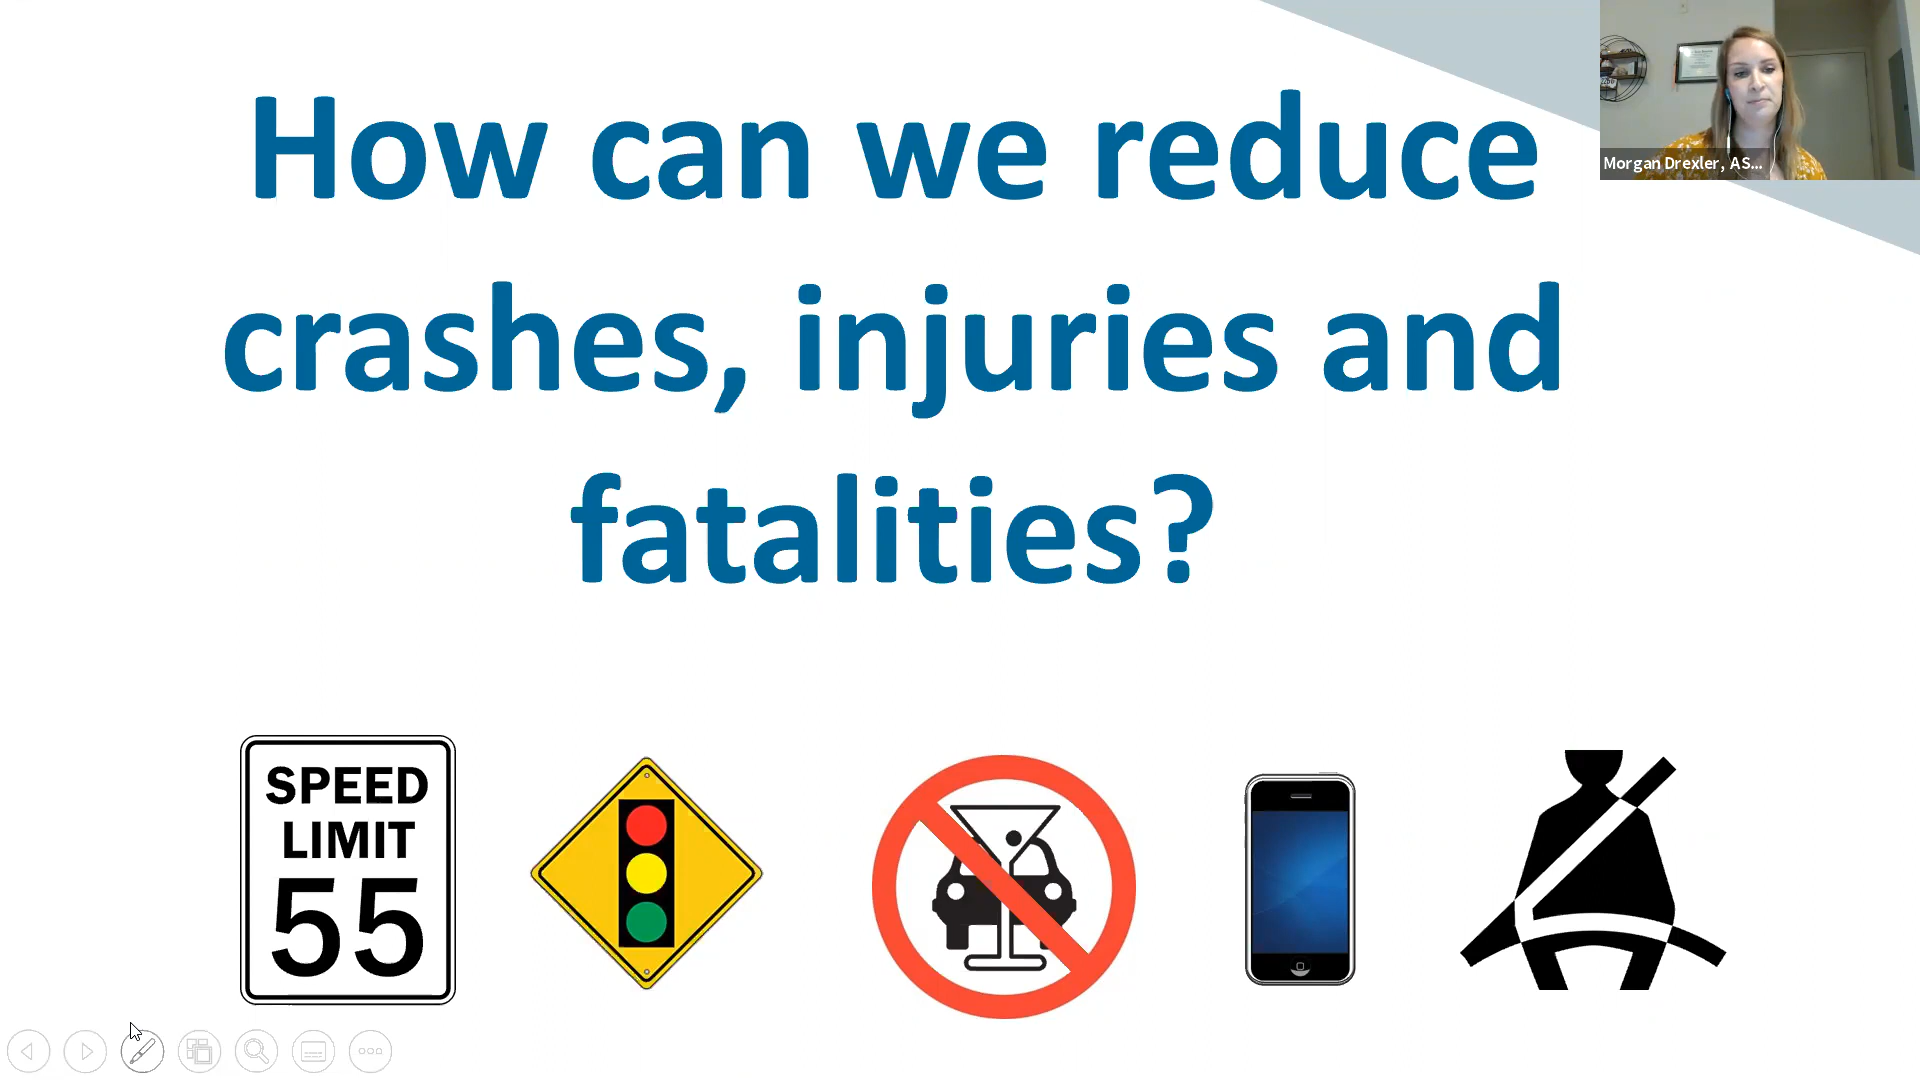 How can we reduce
crashes, injuries and
fatalities?
Morgan Drexler, AS...
SPEED
LIMIT
55